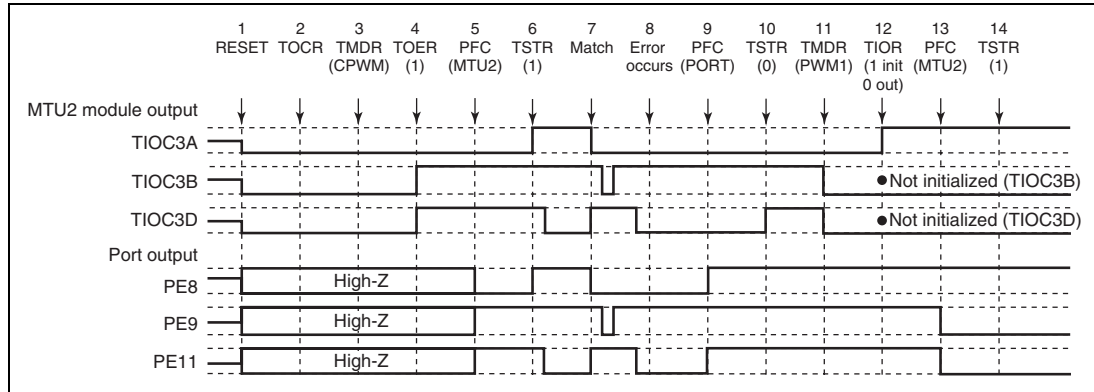 1 2 3 4 5 6 7 8 9 10 11 12 13 14
RESET TOCR TMDR TOER PFC TSTR Match Error PFC TSTR TMDR TIOR PFC TSTR
(CPWM) (1) (MTU2) (1) occurs (PORT) (0) (PWM1) (1 init (MTU2) (1)
0 out)
MTU2 module output
TIOC3A
TIOC3B
Not initialized (TIOC3B)
TIOC3D
Not initialized (TIOC3D)
Port output
PE8
High-Z
PE9
High-Z
PE11
High-Z